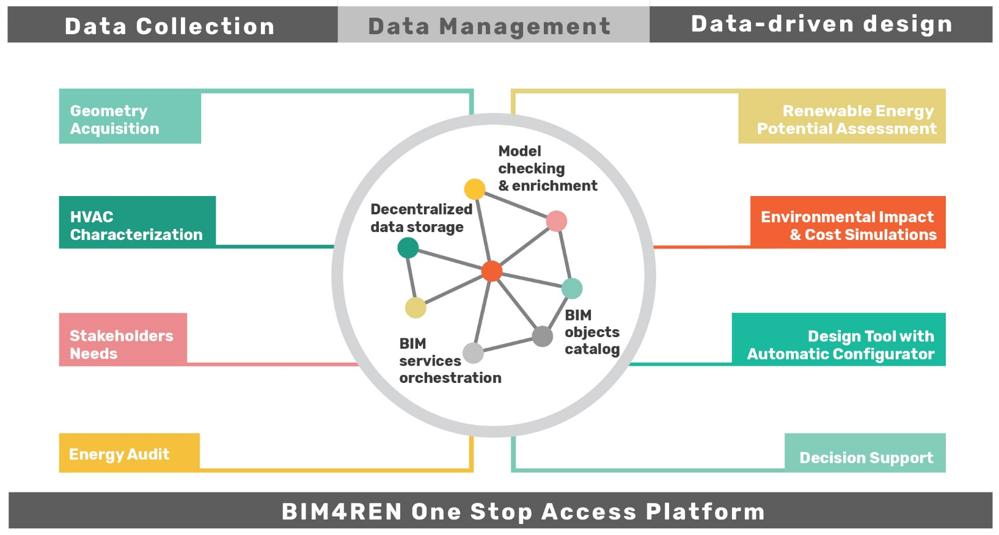 Data Collection
Data Management
Data-driven design
Geometry
Acquisition
HVAC
Characterization
Stakeholders
Needs
Energy Audit
Model
checking
& enrichment
Decentralized
data storage
BIM
objects
catalog
BIM
services
orchestration
Renewable Energy
Potential Assessment
Environmental Impact
& Cost Simulations
Design Tool with
Automatic Configurator
Decision Support
BIM4REN One Stop Access Platform